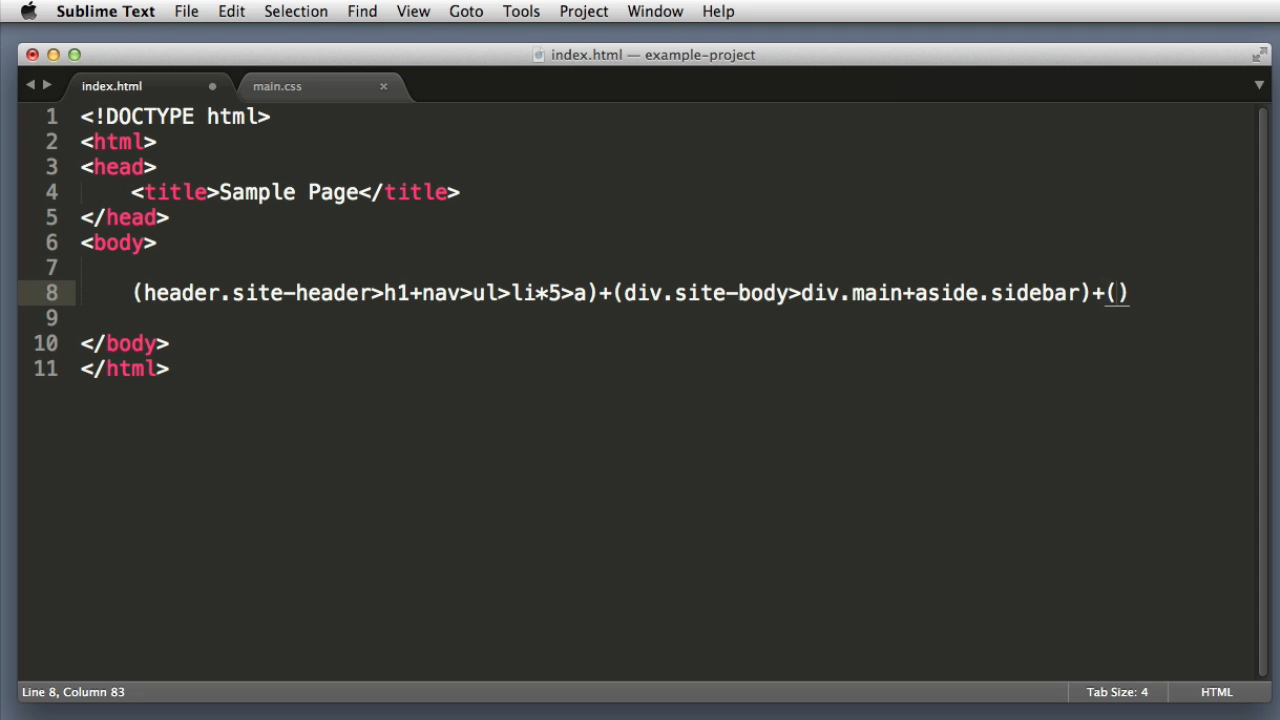 Sublime Text File Edit Selection Find View Goto Tools Project Window Help
index.html — example-project
index.html main.css ×
1 <!DOCTYPE html>
2 <html>
3 <head>
4 <title>Sample Page</title>
5 </head>
6 <body>
7
8 (header.site-header>h1+nav>ul>li*5>a)+(div.site-body>div.main+aside.sidebar)+()
9
10 </body>
11 </html>
Line 8, Column 83 Tab Size: 4 HTML